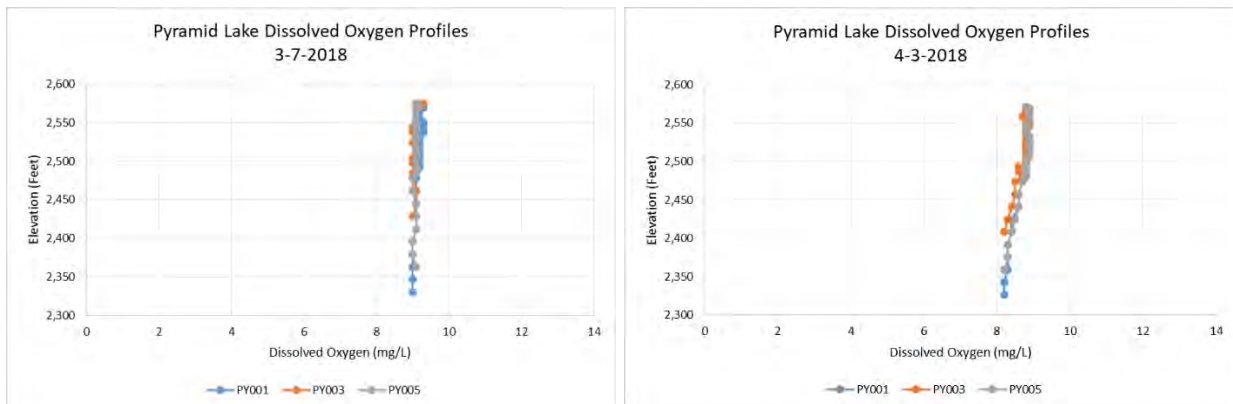 Pyramid Lake Dissolved Oxygen Profiles
3-7-2018
2,600
2,550
2,500
2,450
2,400
2,350
2,300
Elevation (Feet)
0 2 4 6 8 10 12 14
Dissolved Oxygen (mg/L)
PY001 PY003 PY005
Pyramid Lake Dissolved Oxygen Profiles
4-3-2018
2,600
2,550
2,500
2,450
2,400
2,350
2,300
Elevation (Feet)
0 2 4 6 8 10 12 14
Dissolved Oxygen (mg/L)
PY001 PY003 PY005